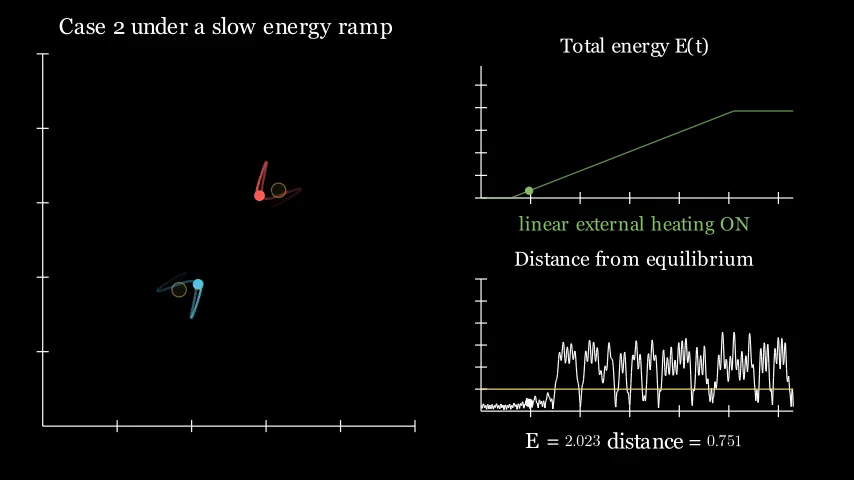 Case 2 under a slow energy ramp
Total energy E(t)
linear external heating ON
Distance from equilibrium
E = 2.023 distance = 0.751